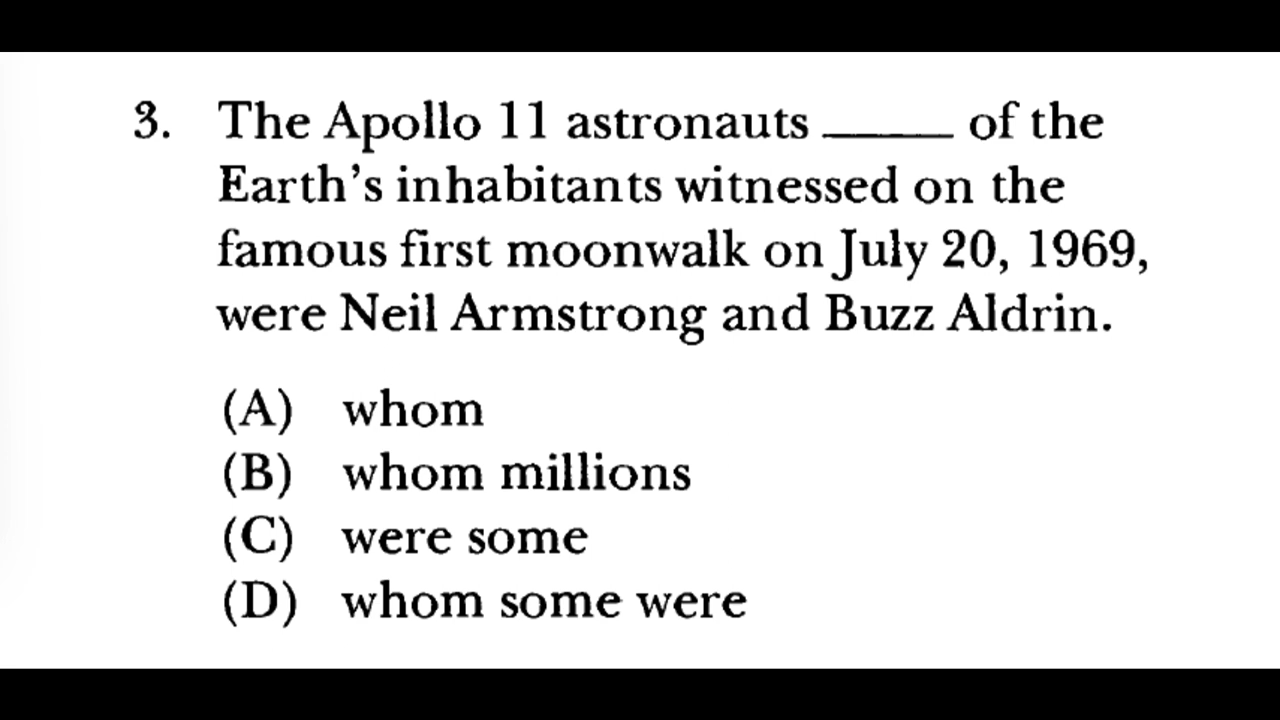 3. The Apollo 11 astronauts _____ of the
Earth's inhabitants witnessed on the
famous first moonwalk on July 20, 1969,
were Neil Armstrong and Buzz Aldrin.
(A) whom
(B) whom millions
(C) were some
(D) whom some were